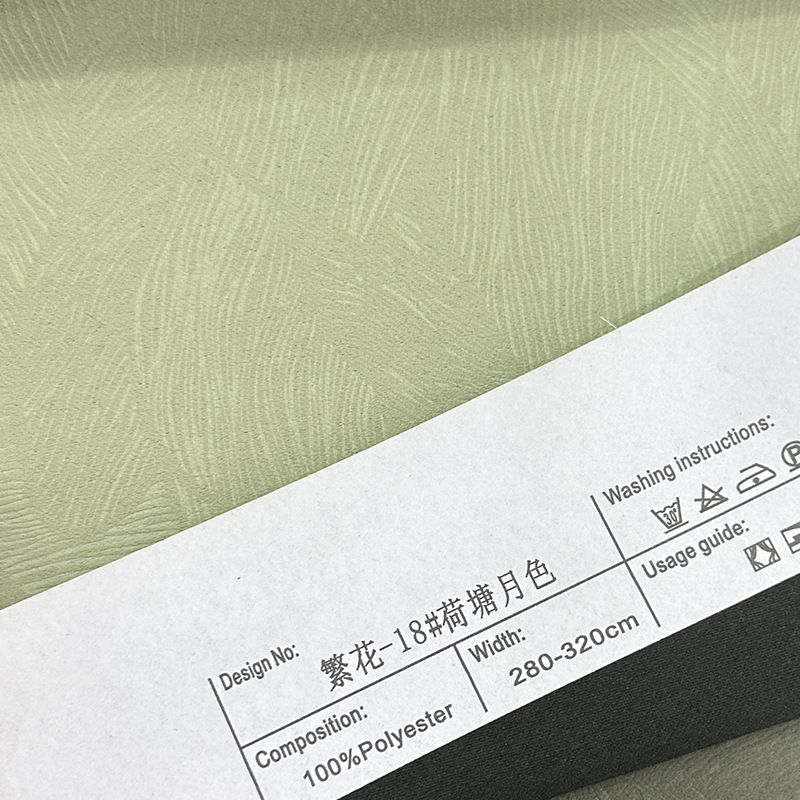 Design No:
繁花-18#荷塘月色
Composition:
100%Polyester
Width:
280-320cm
Washing instructions:
30°
P
Usage guide: